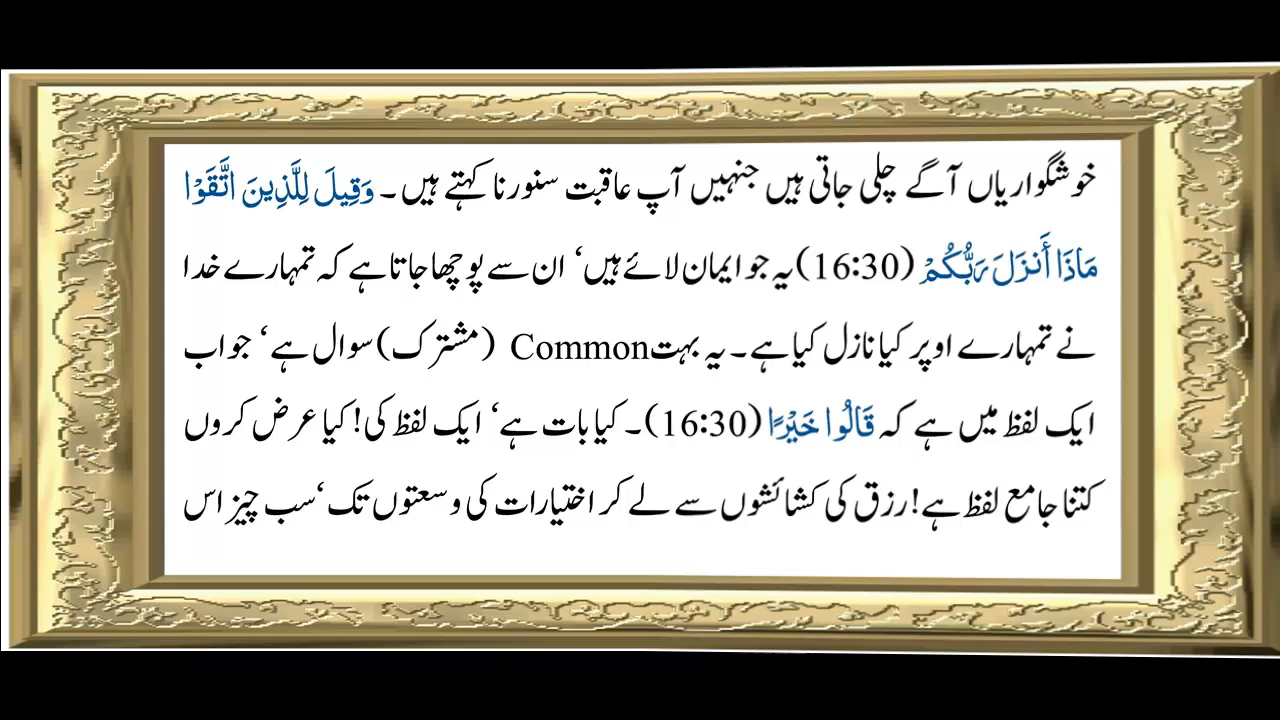 خوشگواریاں آگے چلی جاتی ہیں جنہیں آپ عاقبت سنورنا کہتے ہیں۔ وَقِيلَ لِلَّذِينَ اتَّقَوْا
مَاذَا أَنزَلَ رَبُّكُمْ (16:30) یہ جو ایمان لائے ہیں‘ ان سے پوچھا جاتا ہے کہ تمہارے خدا
نے تمہارے اوپر کیا نازل کیا ہے۔ یہ بہت Common (مشترک) سوال ہے‘ جواب
ایک لفظ میں ہے کہ قَالُوا خَيْرًا (16:30)۔ کیا بات ہے‘ ایک لفظ کی! کیا عرض کروں
کتنا جامع لفظ ہے! رزق کی کشائشوں سے لے کر اختیارات کی وسعتوں تک ‘سب چیز اس